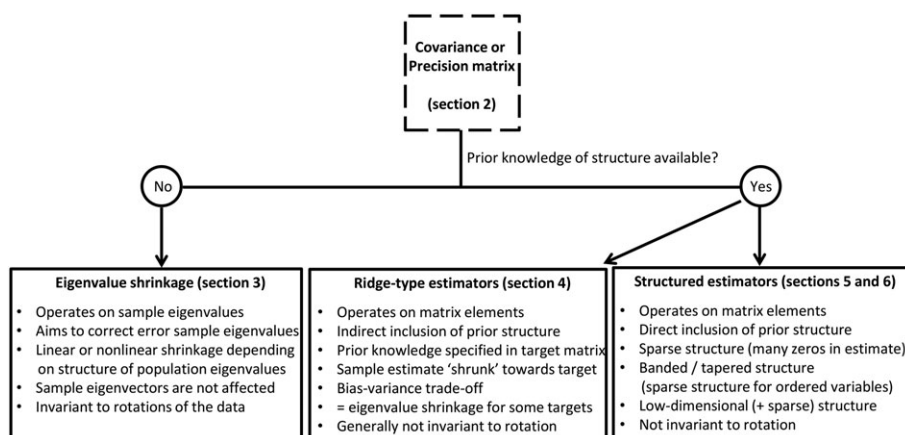 Covariance or
Precision matrix
(section 2)
Prior knowledge of structure available?
No
Yes
Eigenvalue shrinkage (section 3)
• Operates on sample eigenvalues
• Aims to correct error sample eigenvalues
• Linear or nonlinear shrinkage depending
on structure of population eigenvalues
• Sample eigenvectors are not affected
• Invariant to rotations of the data
Ridge-type estimators (section 4)
• Operates on matrix elements
• Indirect inclusion of prior structure
• Prior knowledge specified in target matrix
• Sample estimate ‘shrunk’ towards target
• Bias-variance trade-off
• = eigenvalue shrinkage for some targets
• Generally not invariant to rotation
Structured estimators (sections 5 and 6)
• Operates on matrix elements
• Direct inclusion of prior structure
• Sparse structure (many zeros in estimate)
• Banded / tapered structure
(sparse structure for ordered variables)
• Low-dimensional (+ sparse) structure
• Not invariant to rotation